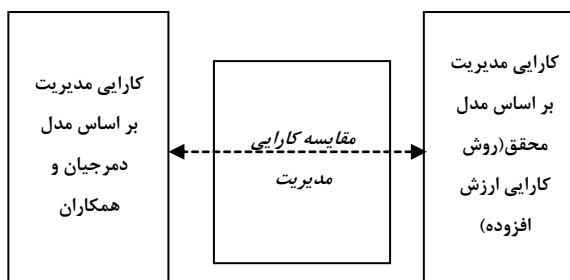 کارایی مدیریت
بر اساس مدل
محقق(روش
کارایی ارزش
افزوده)
مقایسه کارایی
مدیریت
کارایی مدیریت
بر اساس مدل
دمرجیان و
همکاران